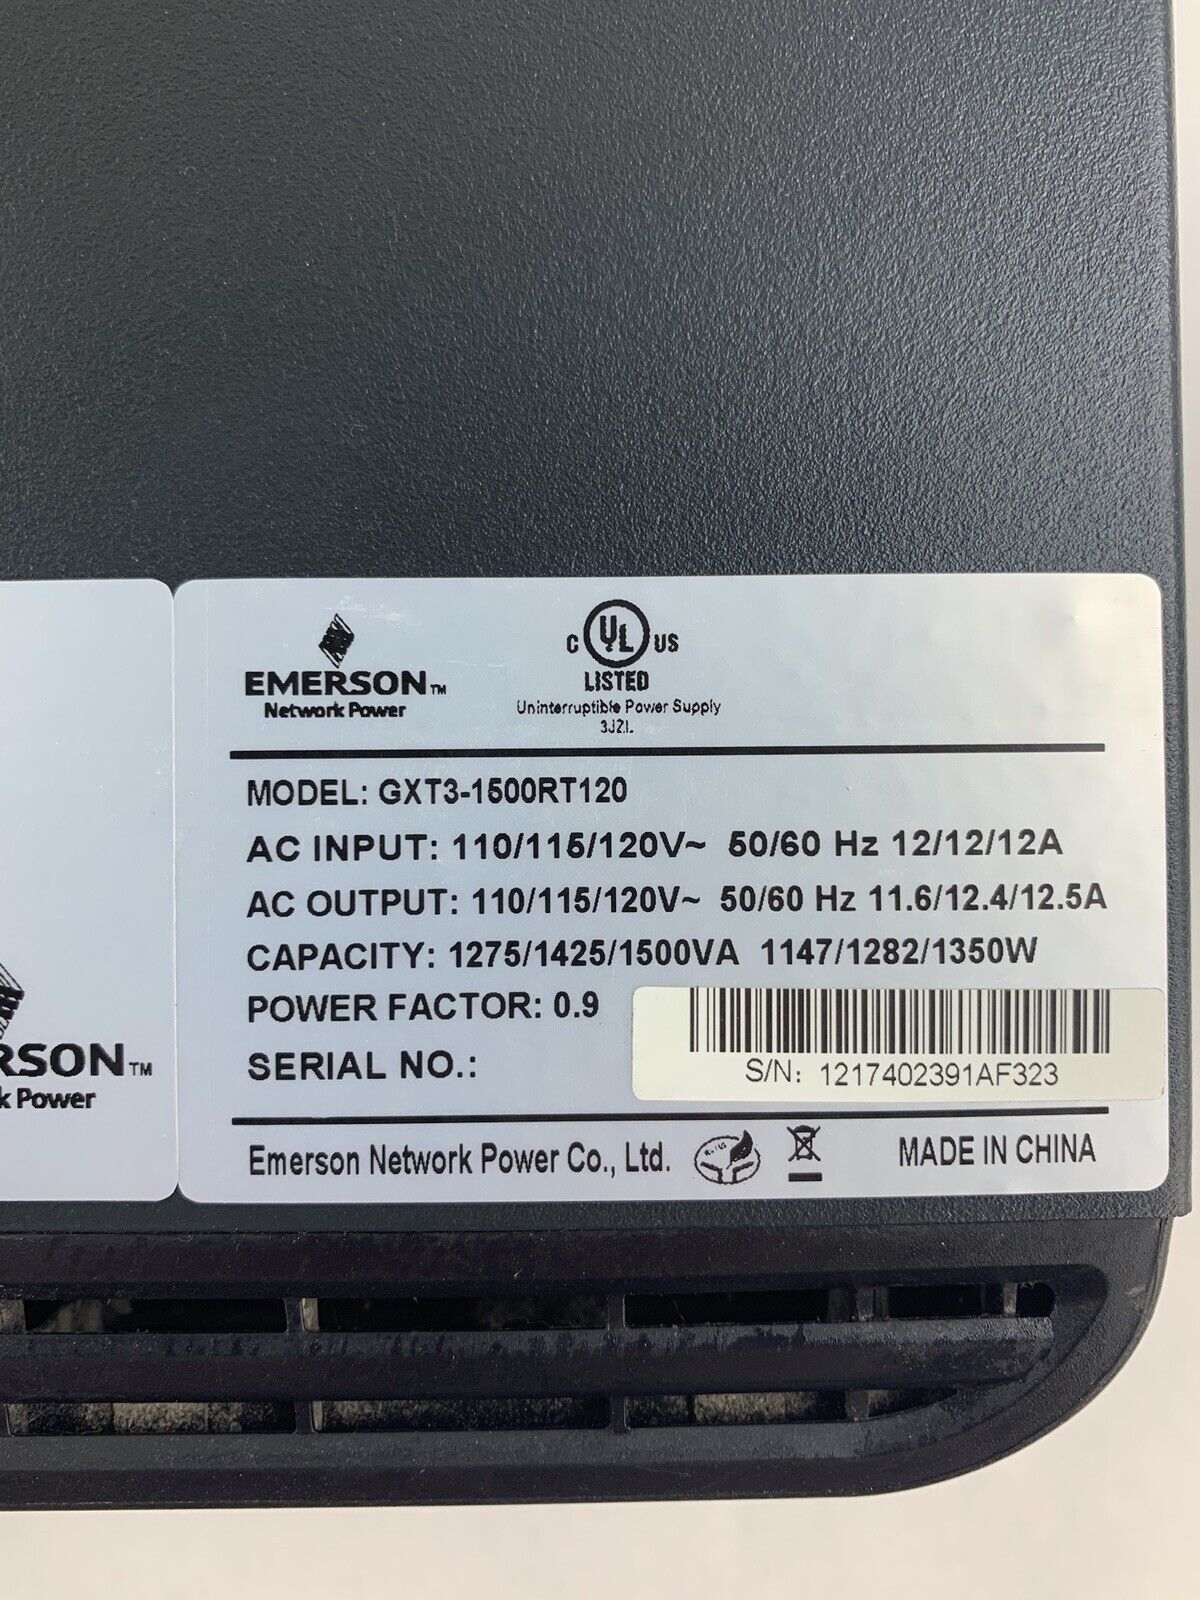 C UL US
LISTED
EMERSON™
Network Power
Uninterruptible Power Supply
3JZL
MODEL: GXT3-1500RT120
AC INPUT: 110/115/120V~ 50/60 Hz 12/12/12A
AC OUTPUT: 110/115/120V~ 50/60 Hz 11.6/12.4/12.5A
CAPACITY: 1275/1425/1500VA 1147/1282/1350W
POWER FACTOR: 0.9
SERIAL NO.:
S/N: 1217402391AF323
RSON™
k Power
Emerson Network Power Co., Ltd.
MADE IN CHINA